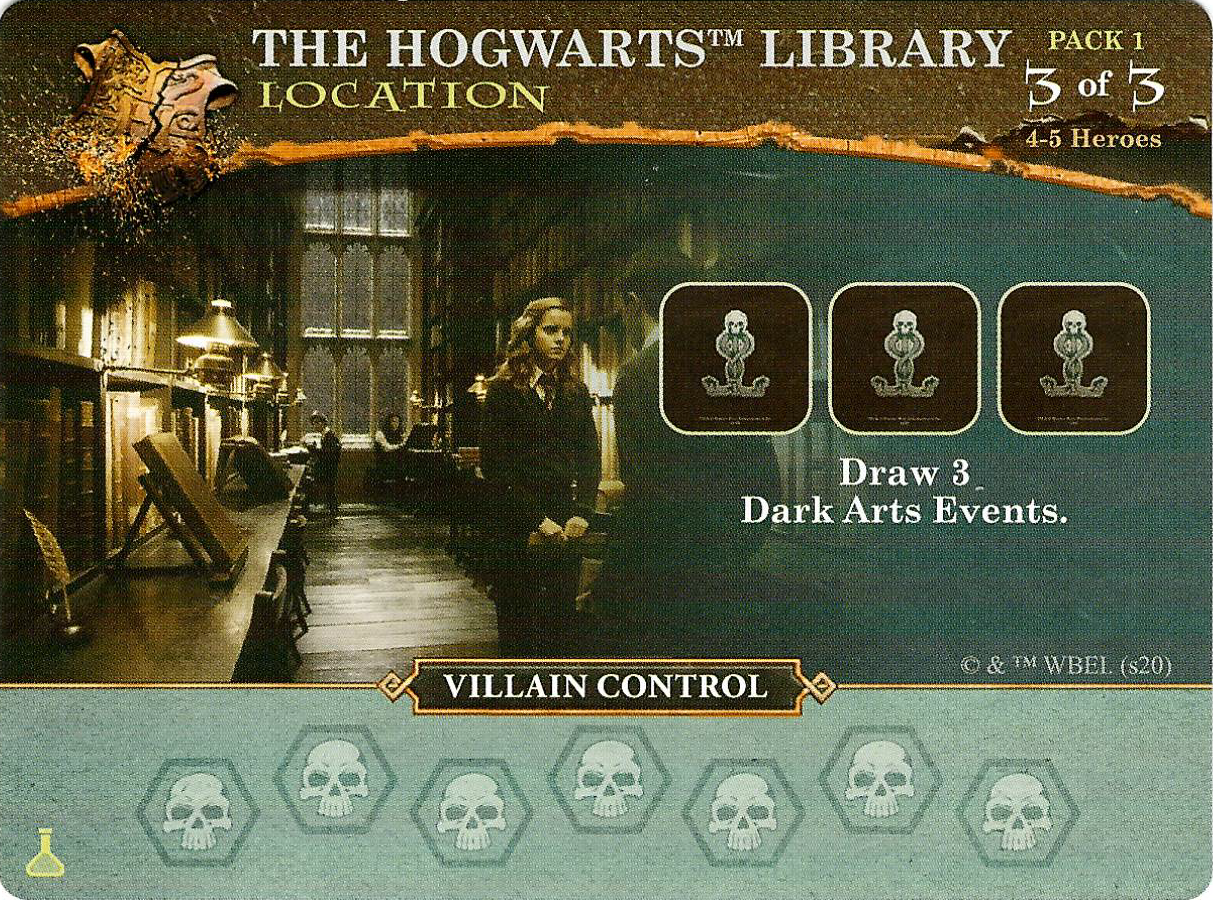 THE HOGWARTS™ LIBRARY
LOCATION
PACK 1
3 of 3
4-5 Heroes
Draw 3
Dark Arts Events.
© & ™ WBEL (s20)
VILLAIN CONTROL